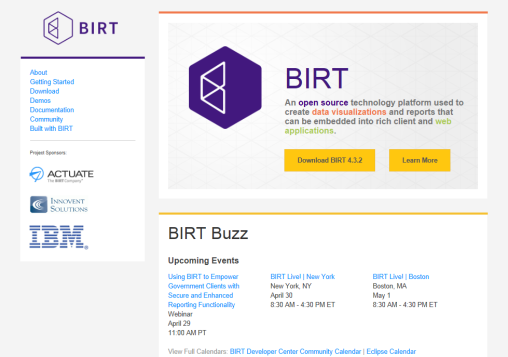 BIRT
About
Getting Started
Download
Demos
Documentation
Community
Built with BIRT
Project Sponsors:
ACTUATE
The BIRT Company™
INNOVENT
SOLUTIONS
IBM®
BIRT
An open source technology platform used to
create data visualizations and reports that
can be embedded into rich client and web
applications.
Download BIRT 4.3.2
Learn More
BIRT Buzz
Upcoming Events
Using BIRT to Empower
Government Clients with
Secure and Enhanced
Reporting Functionality
Webinar
April 29
11:00 AM PT
BIRT Live! | New York
New York, NY
April 30
8:30 AM - 4:30 PM ET
BIRT Live! | Boston
Boston, MA
May 1
8:30 AM - 4:30 PM ET
View Full Calendars: BIRT Developer Center Community Calendar | Eclipse Calendar